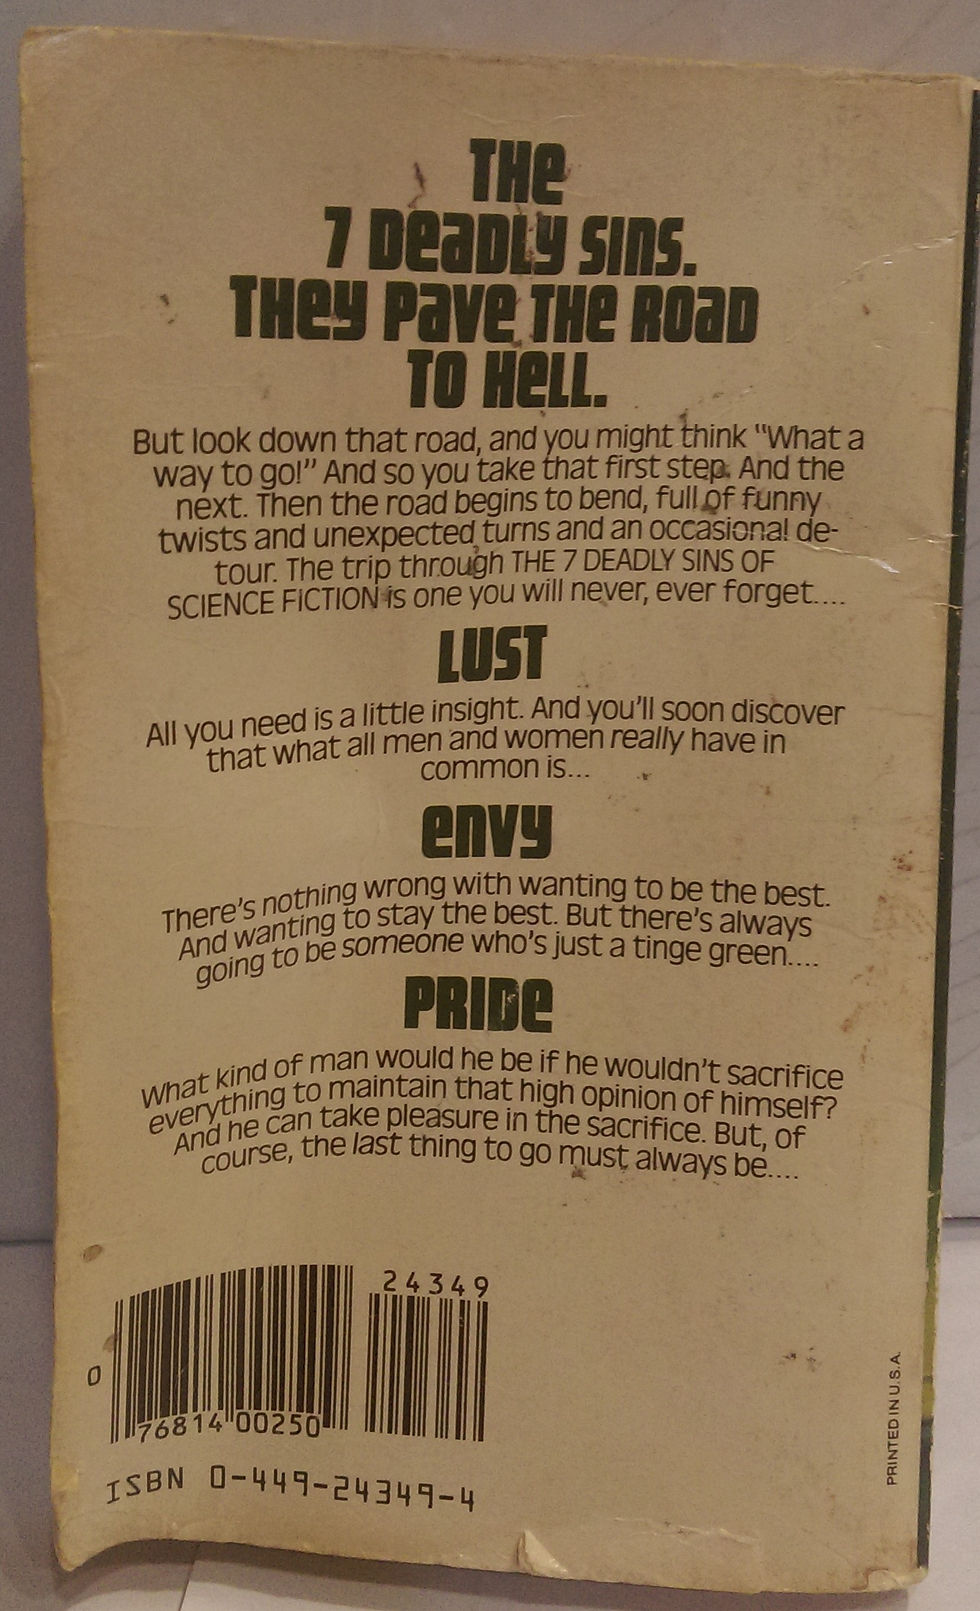 THE
7 DEADLY SINS.
THEY PAVE THE ROAD
TO HELL.
But look down that road, and you might think "What a
way to go!" And so you take that first step. And the
next. Then the road begins to bend, full of funny
twists and unexpected turns and an occasional de-
tour. The trip through THE 7 DEADLY SINS OF
SCIENCE FICTION is one you will never, ever forget....
LUST
All you need is a little insight. And you'll soon discover
that what all men and women really have in
common is...
ENVY
There's nothing wrong with wanting to be the best.
And wanting to stay the best. But there's always
going to be someone who's just a tinge green....
PRIDE
What kind of man would he be if he wouldn't sacrifice
everything to maintain that high opinion of himself?
And he can take pleasure in the sacrifice. But, of
course, the last thing to go must always be....
24349
0
76814 00250
ISBN 0-449-24349-4
PRINTED IN U.S.A.